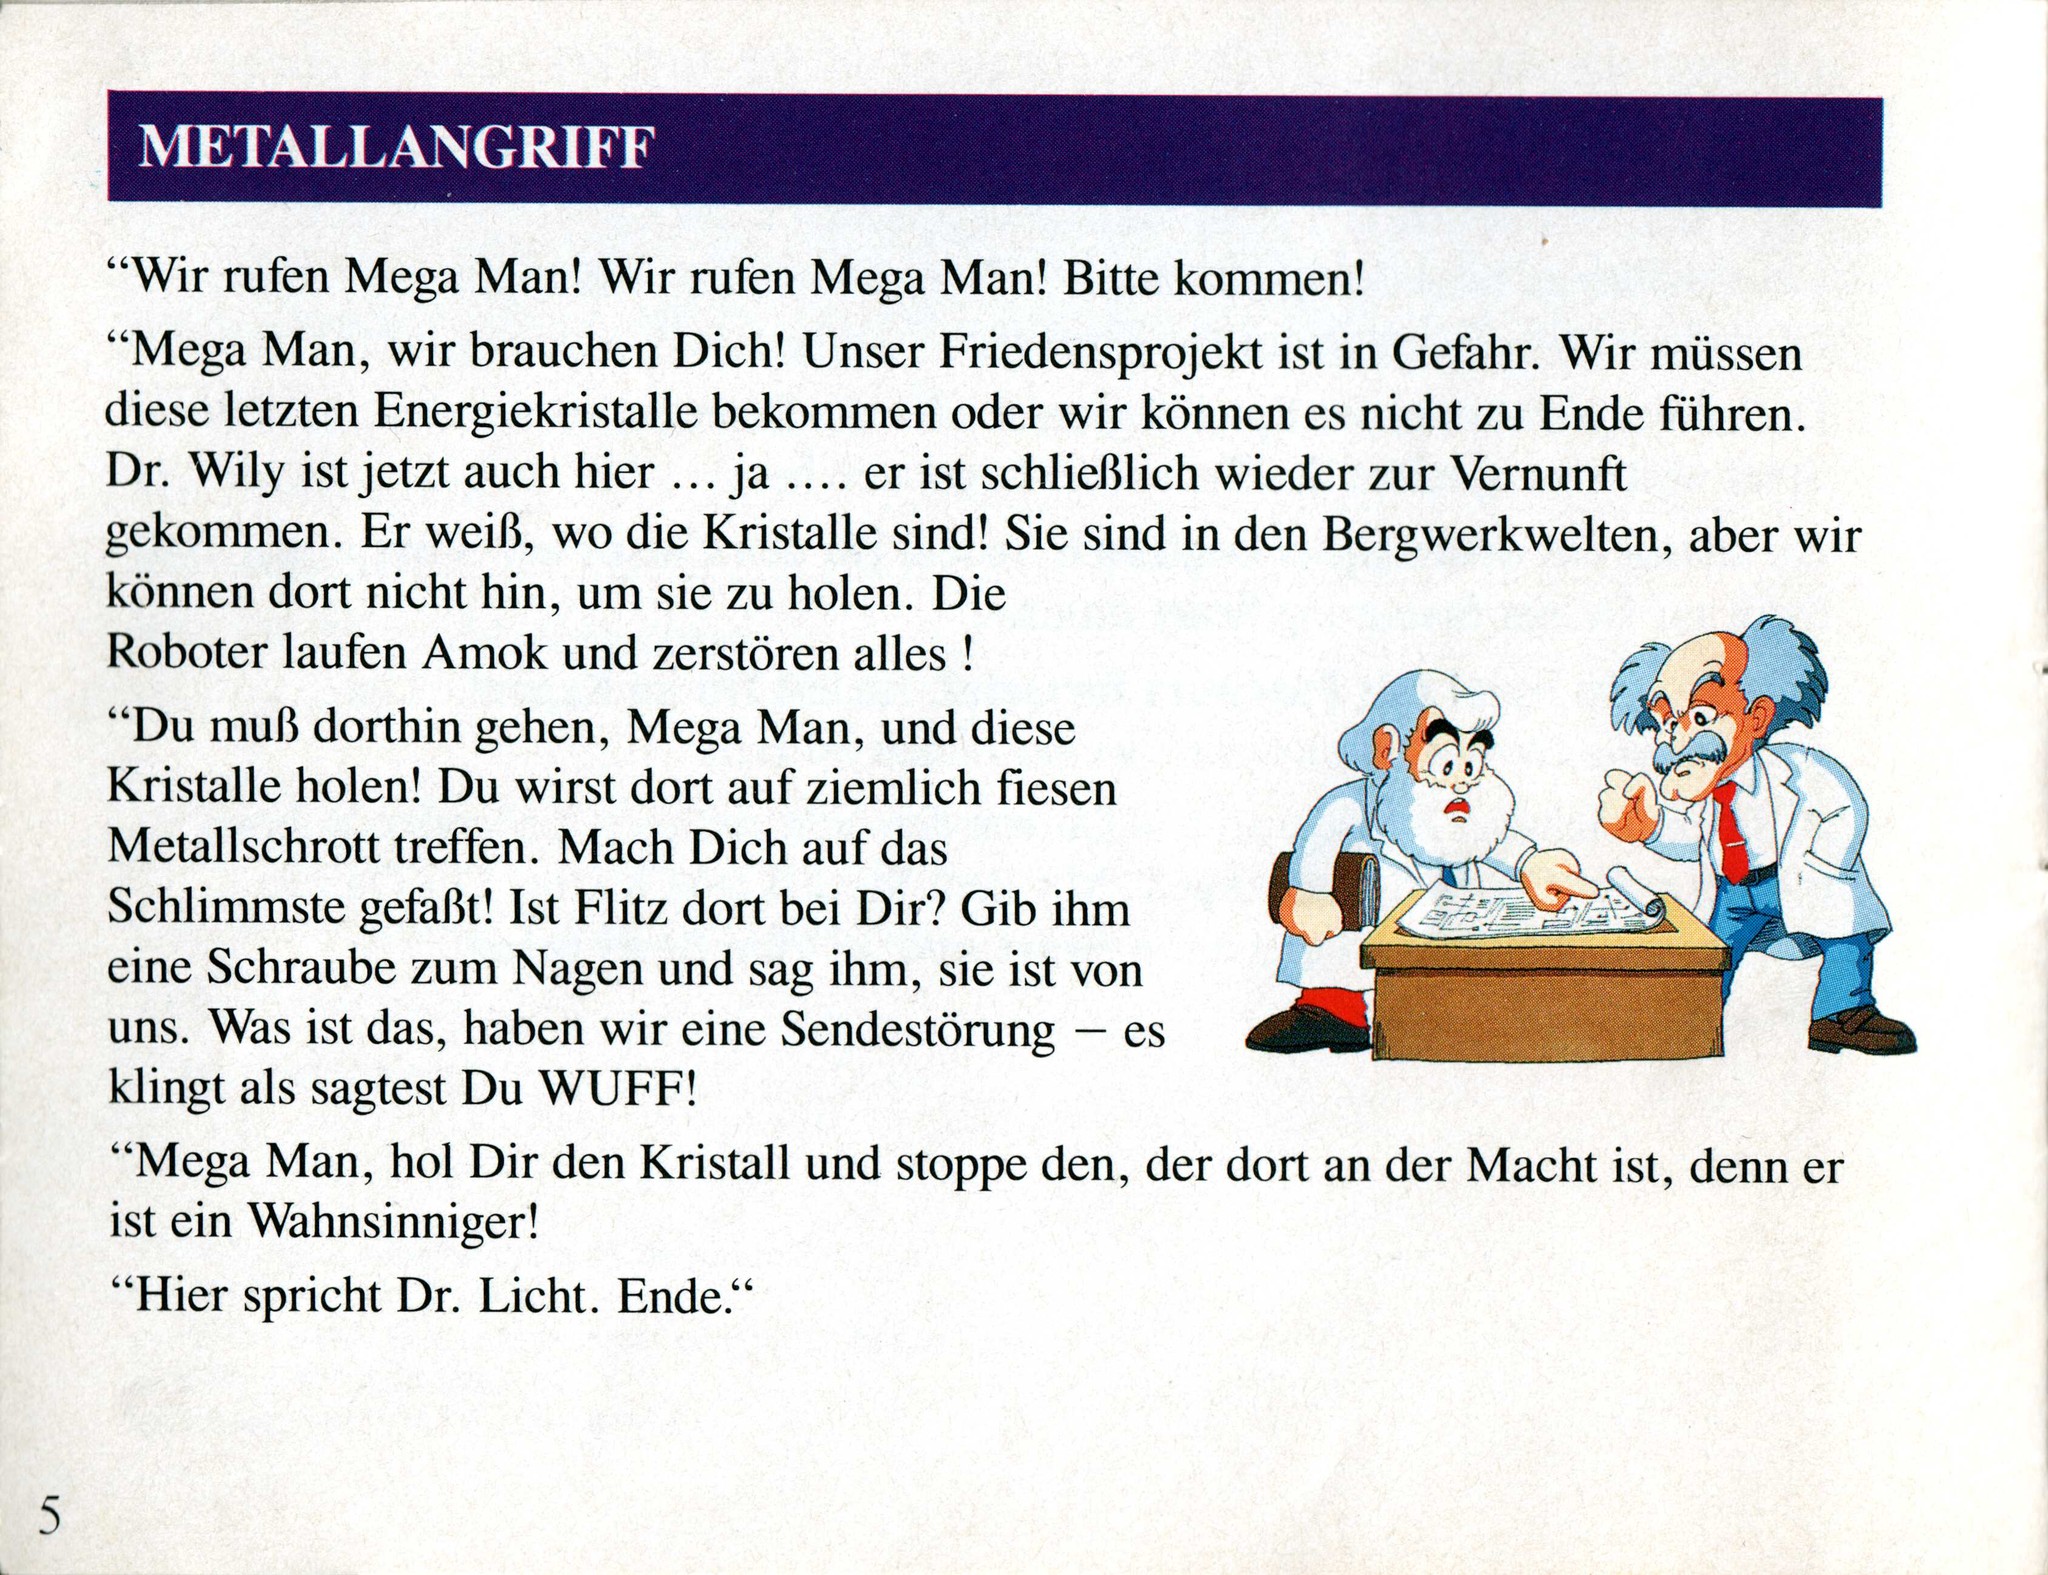 METALLANGRIFF
“Wir rufen Mega Man! Wir rufen Mega Man! Bitte kommen!
“Mega Man, wir brauchen Dich! Unser Friedensprojekt ist in Gefahr. Wir müssen
diese letzten Energiekristalle bekommen oder wir können es nicht zu Ende führen.
Dr. Wily ist jetzt auch hier ... ja .... er ist schließlich wieder zur Vernunft
gekommen. Er weiß, wo die Kristalle sind! Sie sind in den Bergwerkwelten, aber wir
können dort nicht hin, um sie zu holen. Die
Roboter laufen Amok und zerstören alles !
“Du muß dorthin gehen, Mega Man, und diese
Kristalle holen! Du wirst dort auf ziemlich fiesen
Metallschrott treffen. Mach Dich auf das
Schlimmste gefaßt! Ist Flitz dort bei Dir? Gib ihm
eine Schraube zum Nagen und sag ihm, sie ist von
uns. Was ist das, haben wir eine Sendestörung – es
klingt als sagtest Du WUFF!
“Mega Man, hol Dir den Kristall und stoppe den, der dort an der Macht ist, denn er
ist ein Wahnsinniger!
“Hier spricht Dr. Licht. Ende.“
5